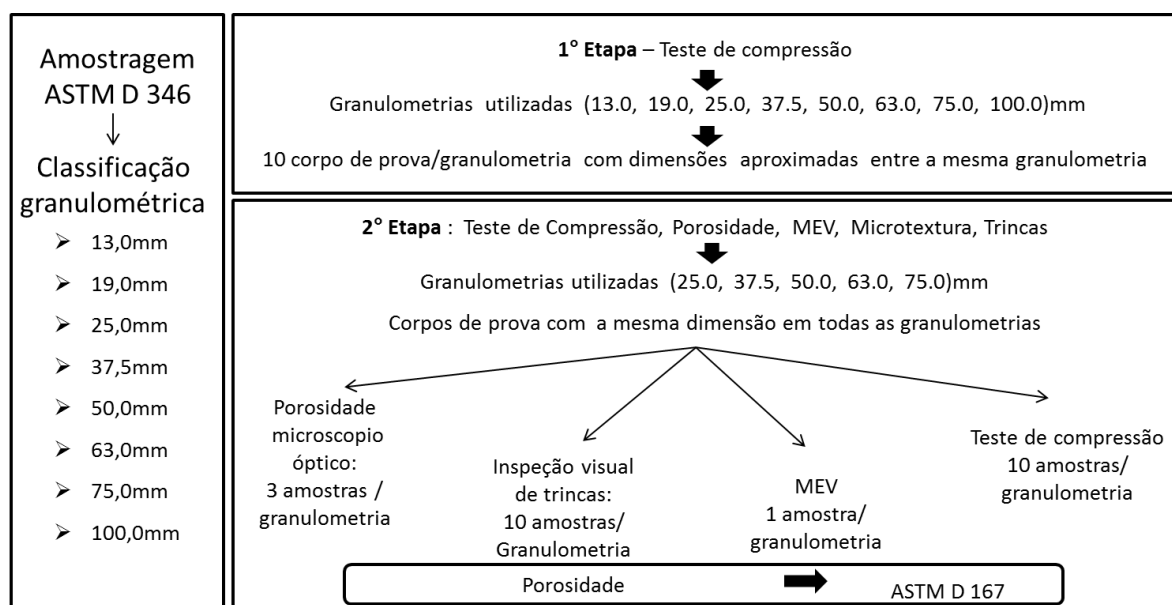 Amostragem
ASTM D 346
Classificação
granulométrica
13,0mm
19,0mm
25,0mm
37,5mm
50,0mm
63,0mm
75,0mm
100,0mm
1° Etapa – Teste de compressão
Granulometrias utilizadas (13.0, 19.0, 25.0, 37.5, 50.0, 63.0, 75.0, 100.0)mm
10 corpo de prova/granulometria com dimensões aproximadas entre a mesma granulometria
2° Etapa : Teste de Compressão, Porosidade, MEV, Microtextura, Trincas
Granulometrias utilizadas (25.0, 37.5, 50.0, 63.0, 75.0)mm
Corpos de prova com a mesma dimensão em todas as granulometrias
Porosidade
microscopio
óptico:
3 amostras /
granulometria
Inspeção visual
de trincas:
10 amostras/
Granulometria
MEV
1 amostra/
granulometria
Teste de compressão
10 amostras/
granulometria
Porosidade
ASTM D 167